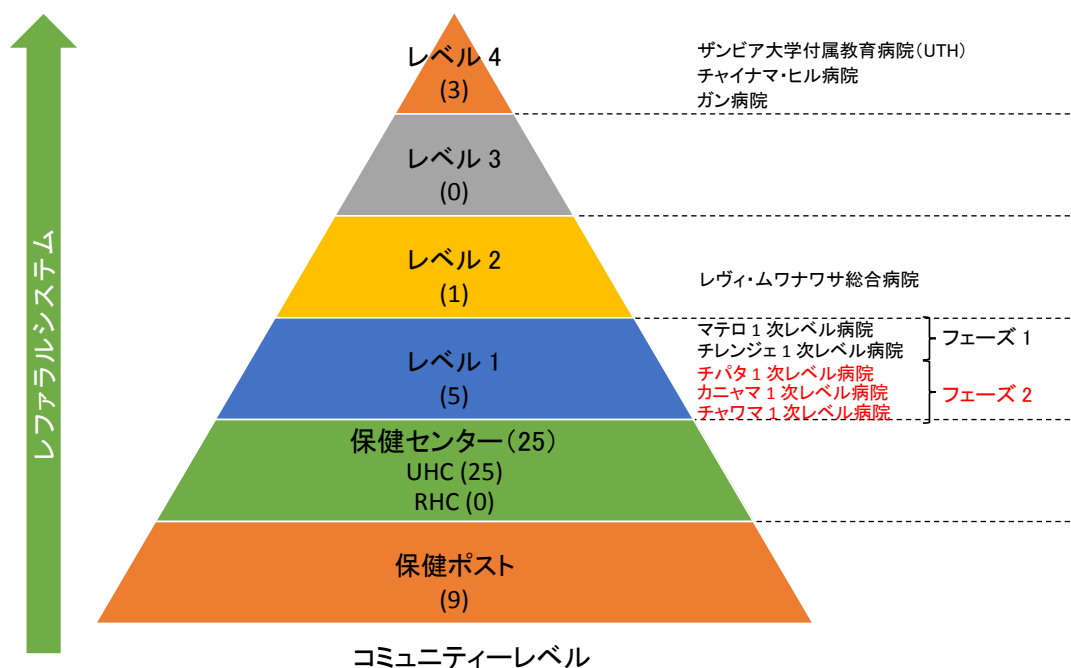 レファラルシステム
レベル 4
(3)
ザンビア大学付属教育病院(UTH)
チャイナマ・ヒル病院
ガン病院
レベル 3
(0)
レベル 2
(1)
レヴィ・ムワナワサ総合病院
レベル 1
(5)
マテロ 1 次レベル病院
チレンジェ 1 次レベル病院
フェーズ 1
チパタ 1 次レベル病院
カニャマ 1 次レベル病院
チャワマ 1 次レベル病院
フェーズ 2
保健センター(25)
UHC (25)
RHC (0)
保健ポスト
(9)
コミュニティーレベル